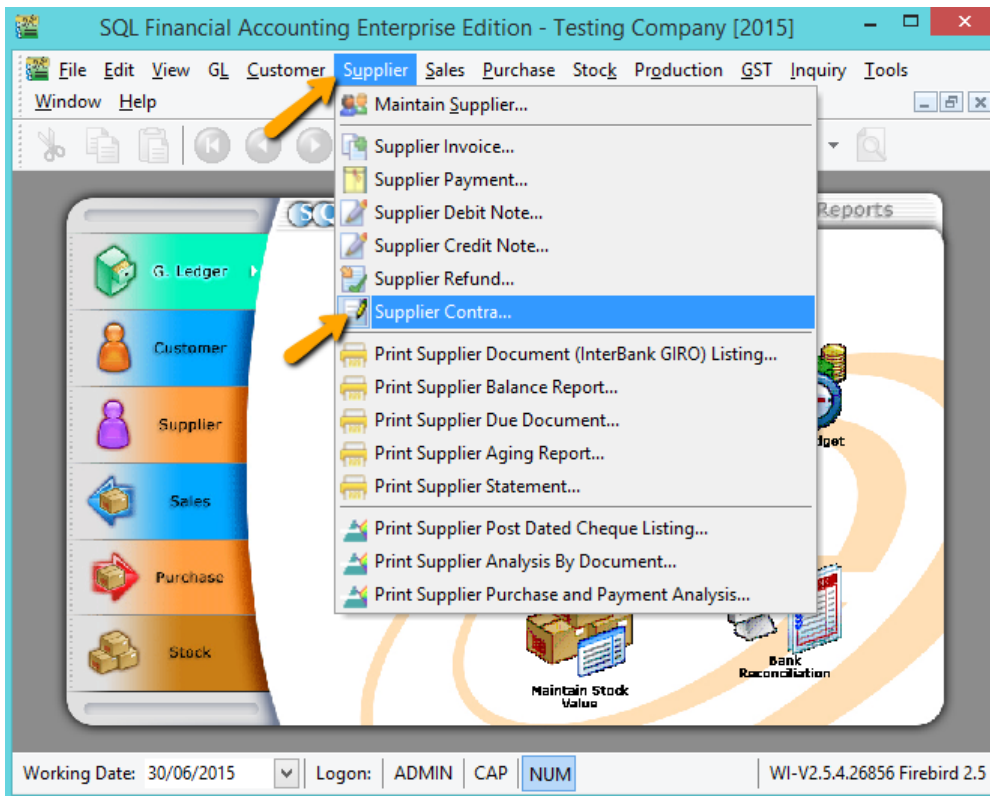 SQL Financial Accounting Enterprise Edition - Testing Company [2015]
File Edit View GL Customer Supplier Sales Purchase Stock Production GST Inquiry Tools
Window Help
Maintain Supplier...
Supplier Invoice...
Supplier Payment...
Supplier Debit Note...
Supplier Credit Note...
Supplier Refund...
Supplier Contra...
Print Supplier Document (InterBank GIRO) Listing...
Print Supplier Balance Report...
Print Supplier Due Document...
Print Supplier Aging Report...
Print Supplier Statement...
Print Supplier Post Dated Cheque Listing...
Print Supplier Analysis By Document...
Print Supplier Purchase and Payment Analysis...
Reports
G. Ledger
Customer
Supplier
Sales
Purchase
Stock
Maintain Stock
Value
Bank
Reconciliation
Working Date: 30/06/2015 Logon: ADMIN CAP NUM WI-V2.5.4.26856 Firebird 2.5